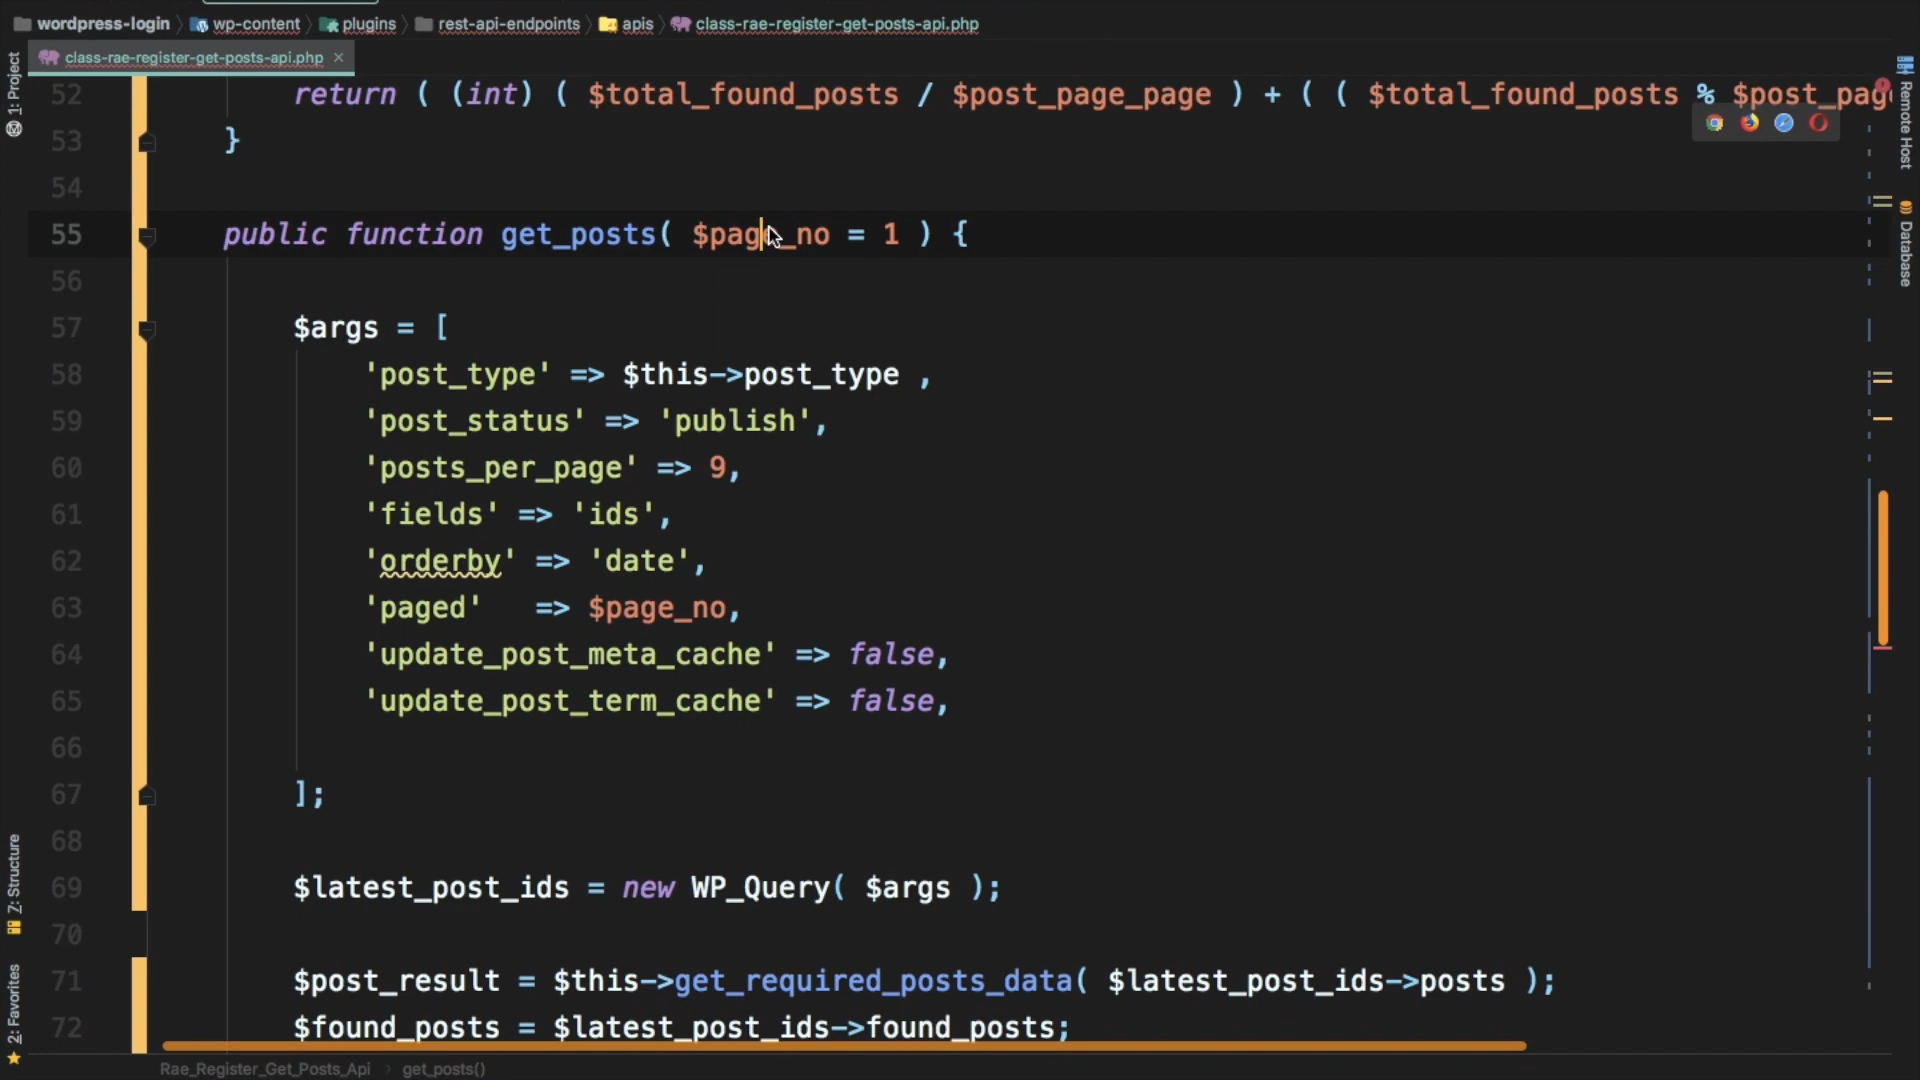 wordpress-login wp-content plugins rest-api-endpoints apis class-rae-register-get-posts-api.php
class-rae-register-get-posts-api.php ×
1: Project
Remote Host
Database
Z: Structure
2: Favorites
52 return ( (int) ( $total_found_posts / $post_page_page ) + ( ( $total_found_posts % $post_pag
53 }
54
55 public function get_posts( $page_no = 1 ) {
56
57 $args = [
58 'post_type' => $this->post_type ,
59 'post_status' => 'publish',
60 'posts_per_page' => 9,
61 'fields' => 'ids',
62 'orderby' => 'date',
63 'paged' => $page_no,
64 'update_post_meta_cache' => false,
65 'update_post_term_cache' => false,
66
67 ];
68
69 $latest_post_ids = new WP_Query( $args );
70
71 $post_result = $this->get_required_posts_data( $latest_post_ids->posts );
72 $found_posts = $latest_post_ids->found_posts;
Rae_Register_Get_Posts_Api › get_posts()